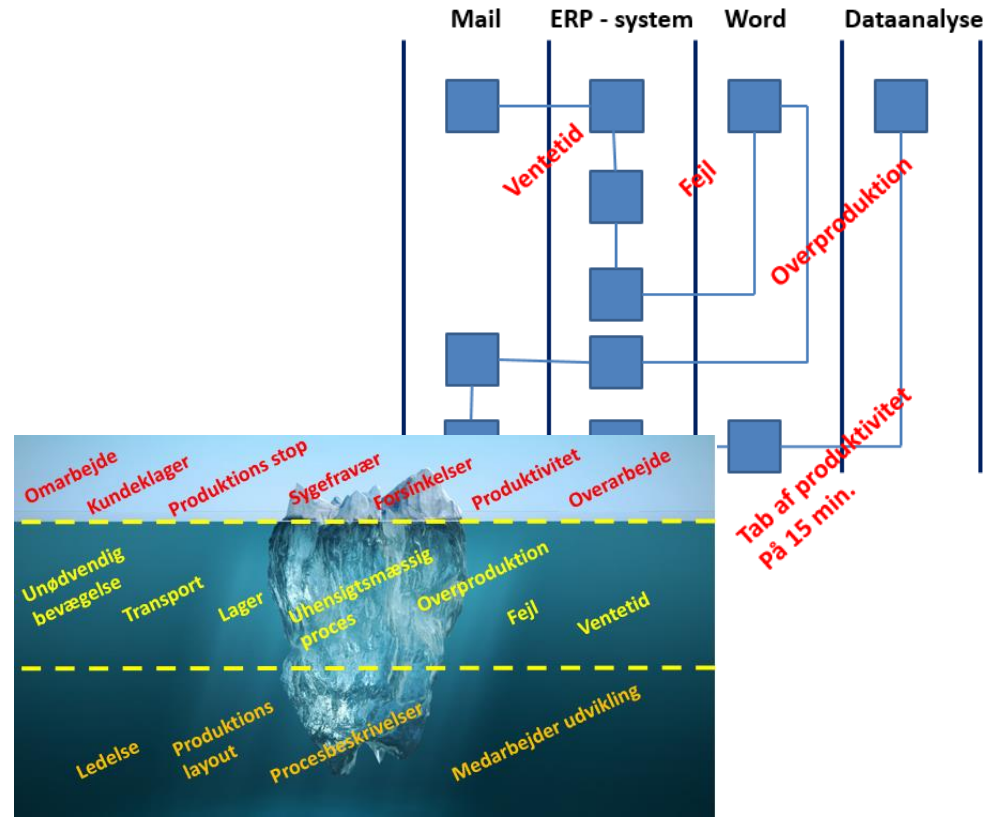 Mail
ERP - system
Word
Dataanalyse
Ventetid
Fejl
Overproduktion
Tab af produktivitet
På 15 min.
Omarbejde
Kundeklager
Produktions stop
Sygefravær
Forsinkelser
Produktivitet
Overarbejde
Unødvendig
bevægelse
Transport
Lager
Uhensigtsmæssig
proces
Overproduktion
Fejl
Ventetid
Ledelse
Produktions
layout
Procesbeskrivelser
Medarbejder udvikling